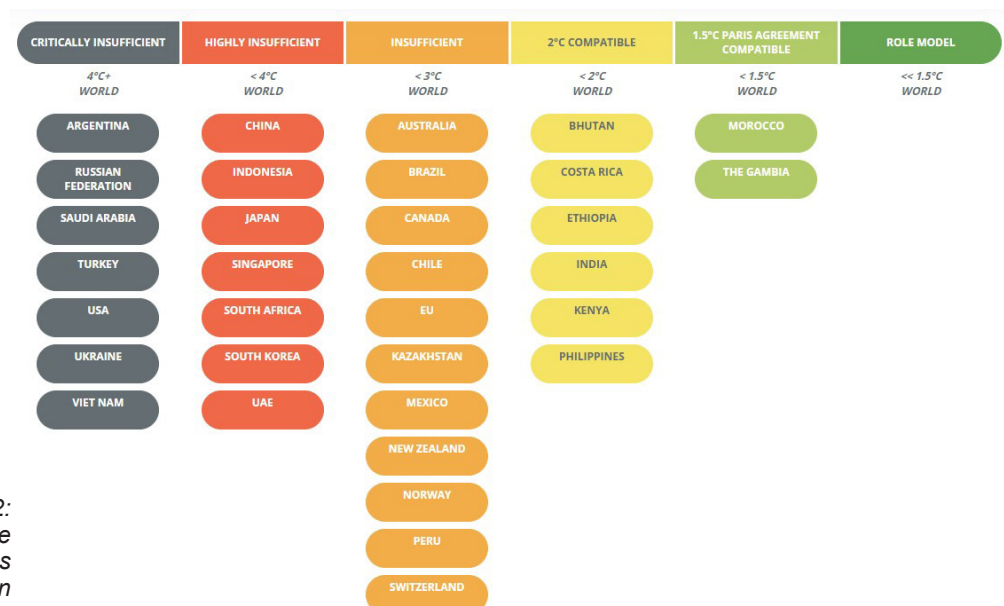 CRITICALLY INSUFFICIENT
HIGHLY INSUFFICIENT
INSUFFICIENT
2°C COMPATIBLE
1.5°C PARIS AGREEMENT
COMPATIBLE
ROLE MODEL
4°C+
WORLD
< 4°C
WORLD
< 3°C
WORLD
< 2°C
WORLD
< 1.5°C
WORLD
<< 1.5°C
WORLD
ARGENTINA
RUSSIAN
FEDERATION
SAUDI ARABIA
TURKEY
USA
UKRAINE
VIET NAM
CHINA
INDONESIA
JAPAN
SINGAPORE
SOUTH AFRICA
SOUTH KOREA
UAE
AUSTRALIA
BRAZIL
CANADA
CHILE
EU
KAZAKHSTAN
MEXICO
NEW ZEALAND
NORWAY
PERU
SWITZERLAND
BHUTAN
COSTA RICA
ETHIOPIA
INDIA
KENYA
PHILIPPINES
MOROCCO
THE GAMBIA
2:
e
s
n